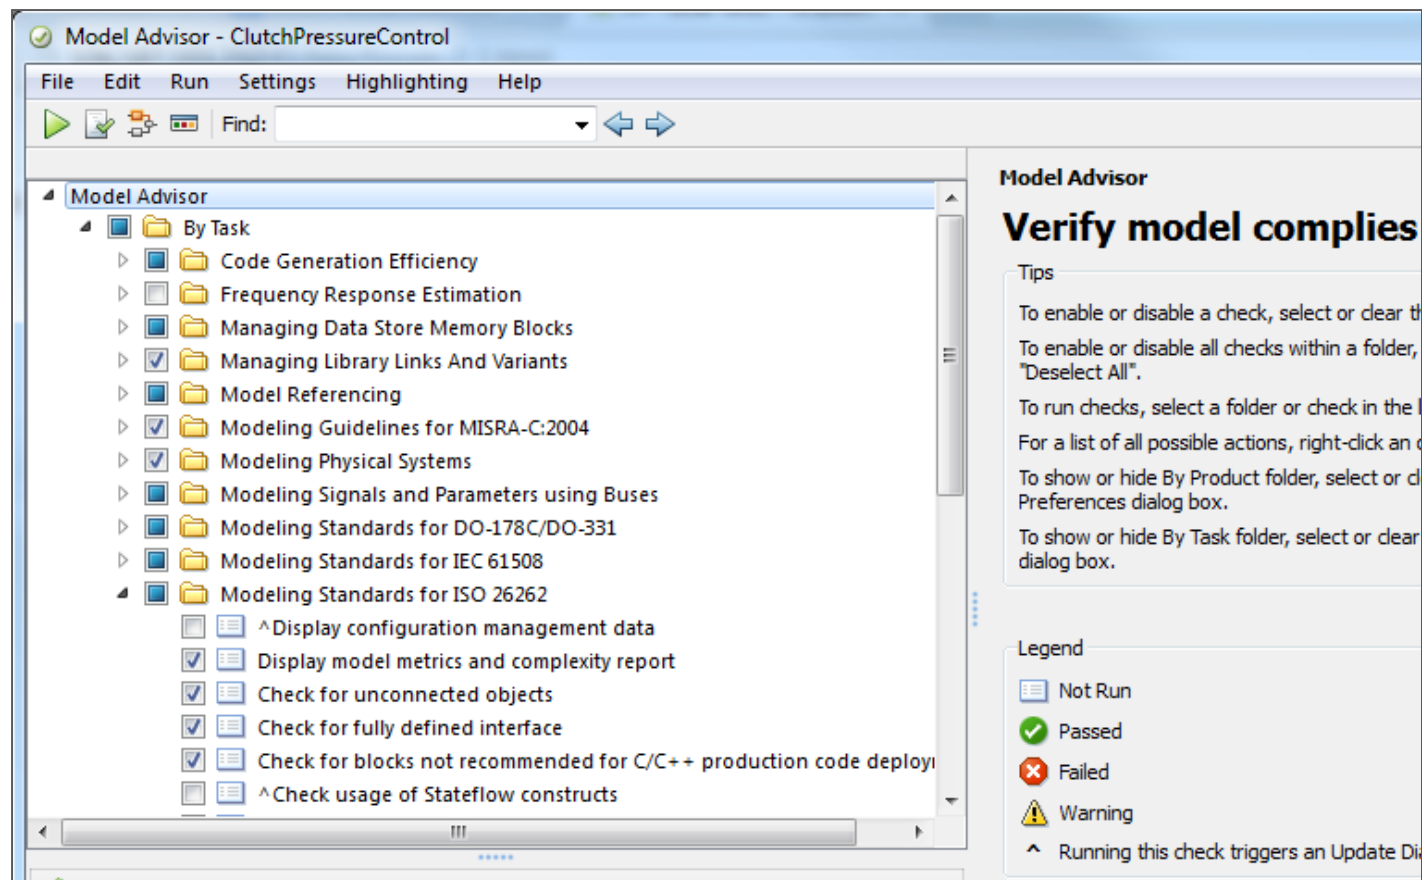 Model Advisor - ClutchPressureControl
File Edit Run Settings Highlighting Help
Find:
Model Advisor
By Task
Code Generation Efficiency
Frequency Response Estimation
Managing Data Store Memory Blocks
Managing Library Links And Variants
Model Referencing
Modeling Guidelines for MISRA-C:2004
Modeling Physical Systems
Modeling Signals and Parameters using Buses
Modeling Standards for DO-178C/DO-331
Modeling Standards for IEC 61508
Modeling Standards for ISO 26262
^Display configuration management data
Display model metrics and complexity report
Check for unconnected objects
Check for fully defined interface
Check for blocks not recommended for C/C++ production code
^Check usage of Stateflow constructs
Model Advisor
Verify model complies
Tips
To enable or disable a check, select or clear
To enable or disable all checks within a folder,
"Deselect All".
To run checks, select a folder or check in the
For a list of all possible actions, right-click an
To show or hide By Product folder, select or
Preferences dialog box.
To show or hide By Task folder, select or clear
dialog box.
Legend
Not Run
Passed
Failed
Warning
^ Running this check triggers an Update